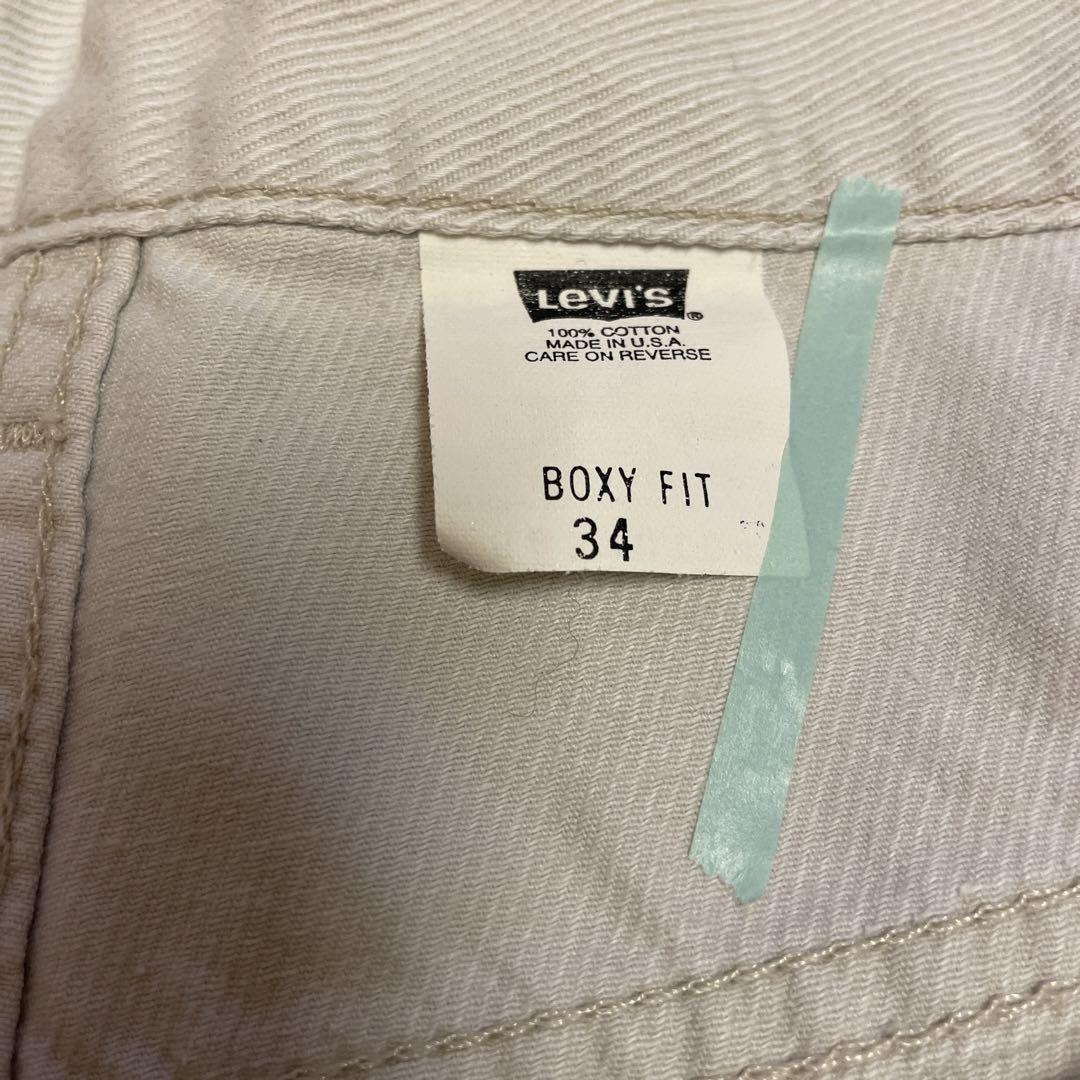 LEVI'S ®
100% COTTON
MADE IN U.S.A.
CARE ON REVERSE
BOXY FIT
34